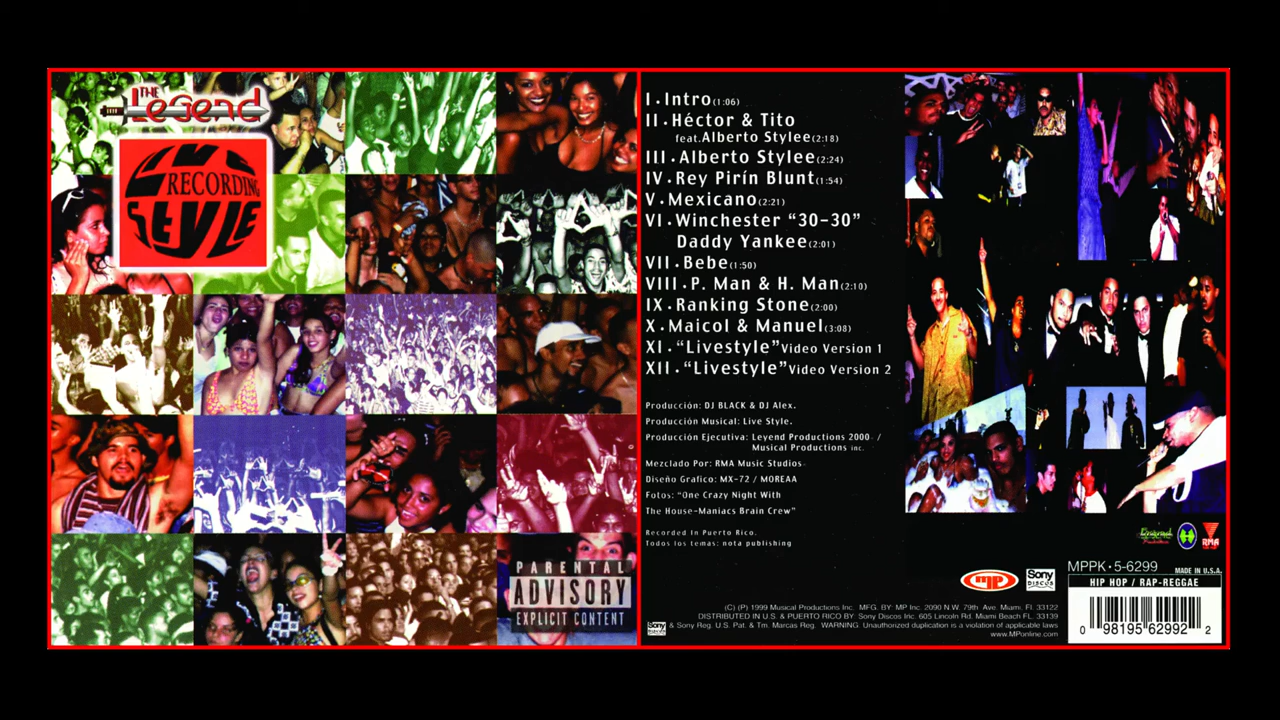 THE
Legend
LIVE
RECORDING
STYLE
PARENTAL
ADVISORY
EXPLICIT CONTENT
I. Intro (1:06)
II. Héctor & Tito
feat. Alberto Stylee (2:18)
III. Alberto Stylee (2:24)
IV. Rey Pirín Blunt (1:54)
V. Mexicano (2:21)
VI. Winchester “30-30”
Daddy Yankee (2:01)
VII. Bebe (1:50)
VIII. P. Man & H. Man (2:10)
IX. Ranking Stone (2:00)
X. Maicol & Manuel (3:08)
XI. “Livestyle” Video Version 1
XII. “Livestyle” Video Version 2
Producción: DJ BLACK & DJ Alex.
Producción Musical: Live Style.
Producción Ejecutiva: Leyend Productions 2000 /
Musical Productions inc.
Mezclado Por: RMA Music Studios
Diseño Grafico: MX-72 / MOREAA
Fotos: “One Crazy Night With
The House-Maniacs Brain Crew”
Recorded In Puerto Rico.
Todos los temas: nota publishing
RMA
mp
Sony
DISCOS
MPPK • 5-6299
MADE IN U.S.A.
HIP HOP / RAP-REGGAE
0 98195 62992 2
(C) (P) 1999 Musical Productions Inc. MFG. BY: MP Inc. 2090 N.W. 79th Ave. Miami, Fl. 33122
DISTRIBUTED IN U.S. & PUERTO RICO BY: Sony Discos Inc. 605 Lincoln Rd. Miami Beach FL. 33139
Sony DISCOS & Sony Reg. U.S. Pat. & Tm. Marcas Reg. WARNING: Unauthorized duplication is a violation of applicable laws
www.MPonline.com